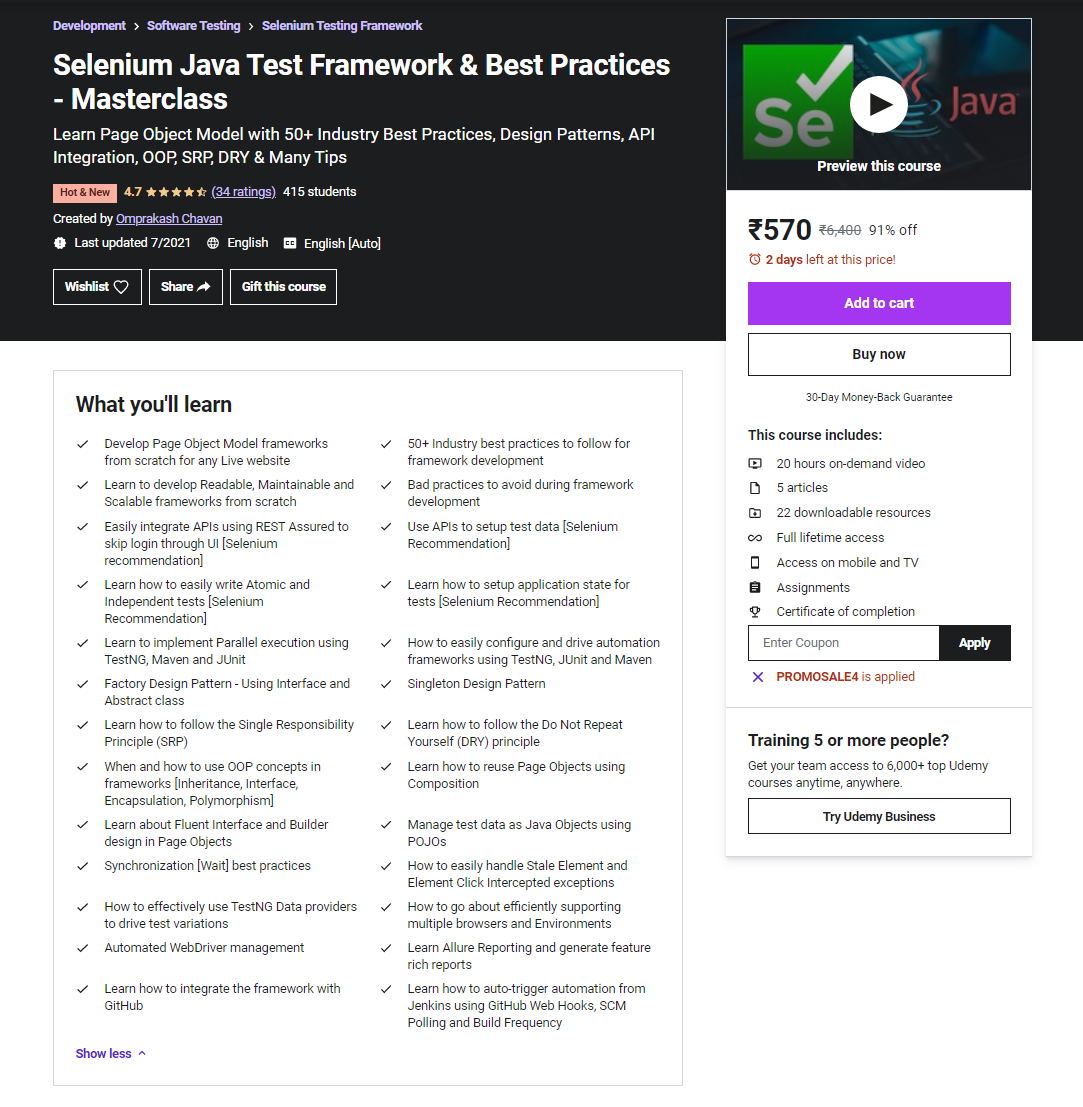 Development > Software Testing > Selenium Testing Framework
Selenium Java Test Framework & Best Practices
- Masterclass
Learn Page Object Model with 50+ Industry Best Practices, Design Patterns, API
Integration, OOP, SRP, DRY & Many Tips
Hot & New 4.7 (34 ratings) 415 students
Created by Omprakash Chavan
Last updated 7/2021 English CC English [Auto]
Wishlist Share Gift this course
Se
Java
Preview this course
₹570 ₹6,400 91% off
2 days left at this price!
Add to cart
Buy now
30-Day Money-Back Guarantee
This course includes:
20 hours on-demand video
5 articles
22 downloadable resources
Full lifetime access
Access on mobile and TV
Assignments
Certificate of completion
Enter Coupon Apply
PROMOSALE4 is applied
Training 5 or more people?
Get your team access to 6,000+ top Udemy
courses anytime, anywhere.
Try Udemy Business
What you'll learn
Develop Page Object Model frameworks
from scratch for any Live website
50+ Industry best practices to follow for
framework development
Learn to develop Readable, Maintainable and
Scalable frameworks from scratch
Bad practices to avoid during framework
development
Easily integrate APIs using REST Assured to
skip login through UI [Selenium
recommendation]
Use APIs to setup test data [Selenium
Recommendation]
Learn how to easily write Atomic and
Independent tests [Selenium
Recommendation]
Learn how to setup application state for
tests [Selenium Recommendation]
Learn to implement Parallel execution using
TestNG, Maven and JUnit
How to easily configure and drive automation
frameworks using TestNG, JUnit and Maven
Factory Design Pattern - Using Interface and
Abstract class
Singleton Design Pattern
Learn how to follow the Single Responsibility
Principle (SRP)
Learn how to follow the Do Not Repeat
Yourself (DRY) principle
When and how to use OOP concepts in
frameworks [Inheritance, Interface,
Encapsulation, Polymorphism]
Learn how to reuse Page Objects using
Composition
Learn about Fluent Interface and Builder
design in Page Objects
Manage test data as Java Objects using
POJOs
Synchronization [Wait] best practices
How to easily handle Stale Element and
Element Click Intercepted exceptions
How to effectively use TestNG Data providers
to drive test variations
How to go about efficiently supporting
multiple browsers and Environments
Automated WebDriver management
Learn Allure Reporting and generate feature
rich reports
Learn how to integrate the framework with
GitHub
Learn how to auto-trigger automation from
Jenkins using GitHub Web Hooks, SCM
Polling and Build Frequency
Show less